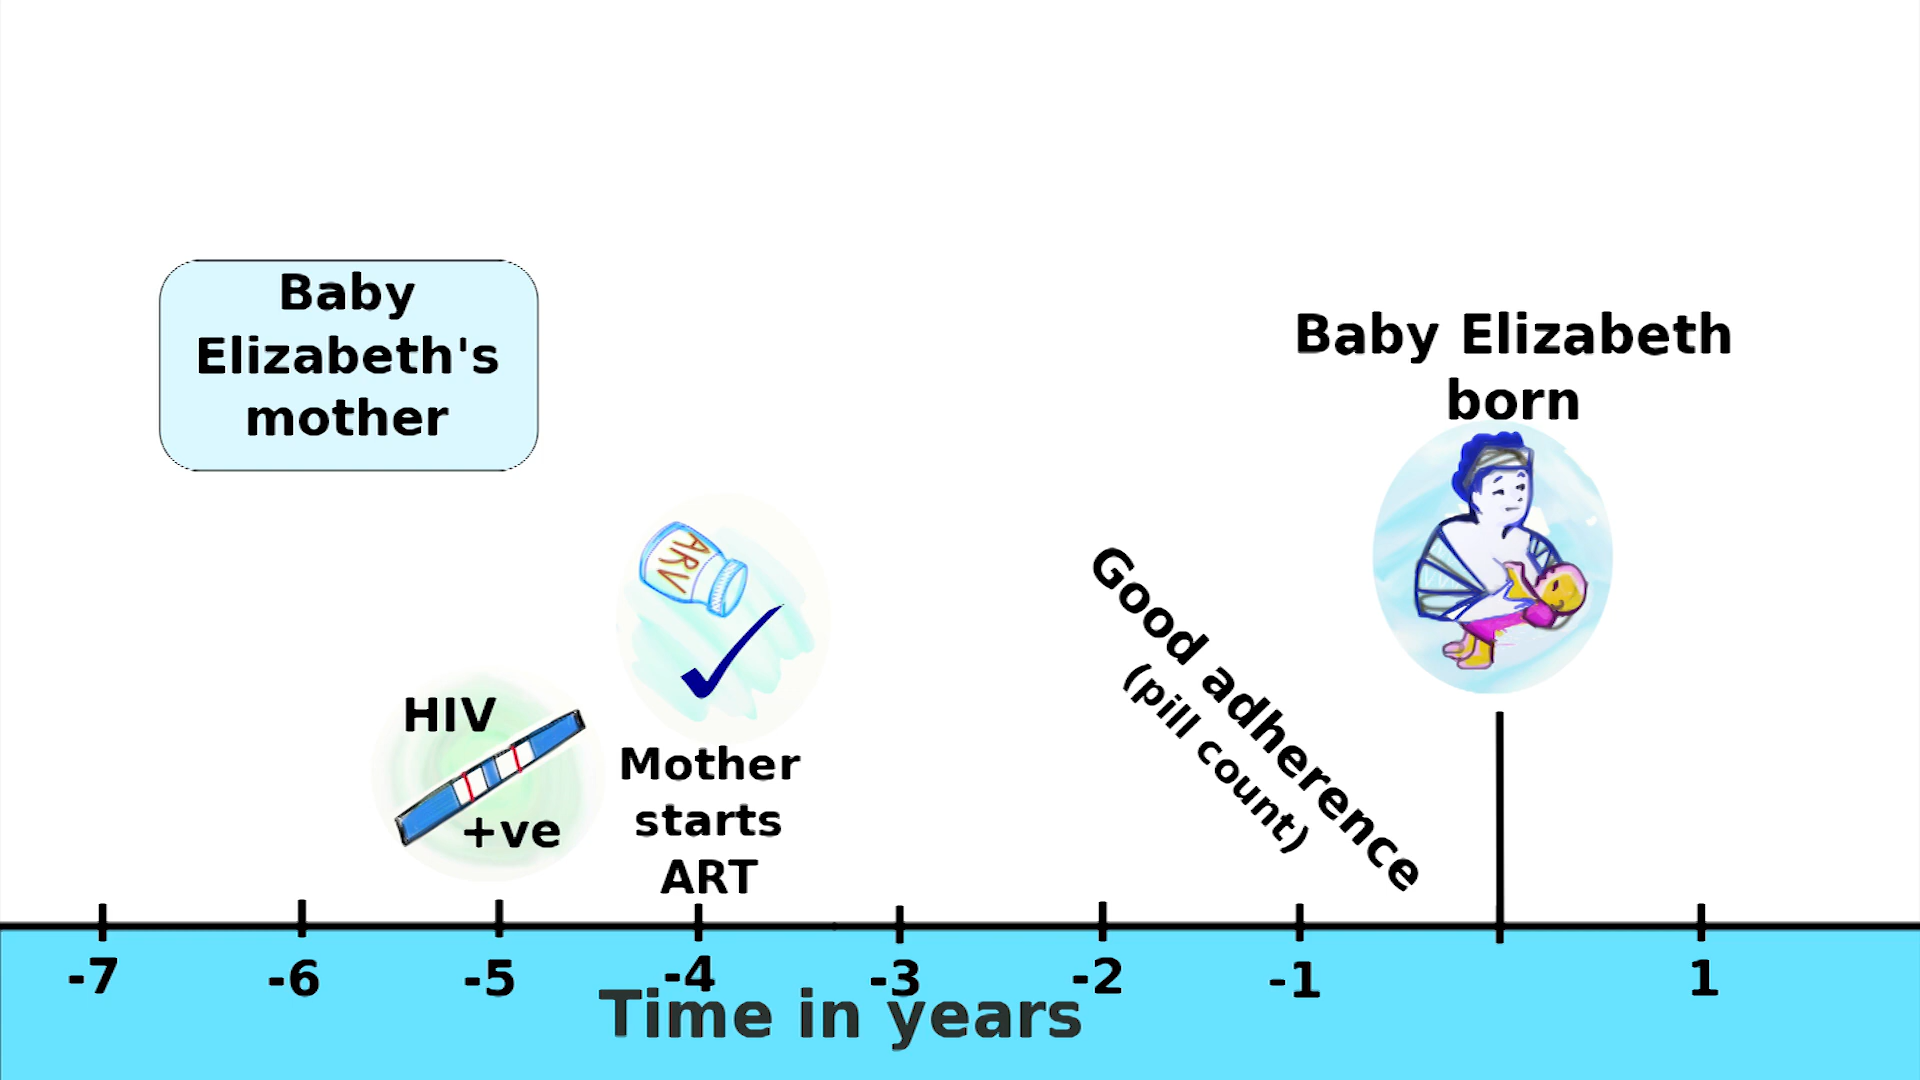 Baby
Elizabeth's
mother
Baby Elizabeth
born
ARV
Good adherence
(pill count)
HIV
+ve
Mother
starts
ART
-7 -6 -5 -4 -3 -2 -1 1
Time in years